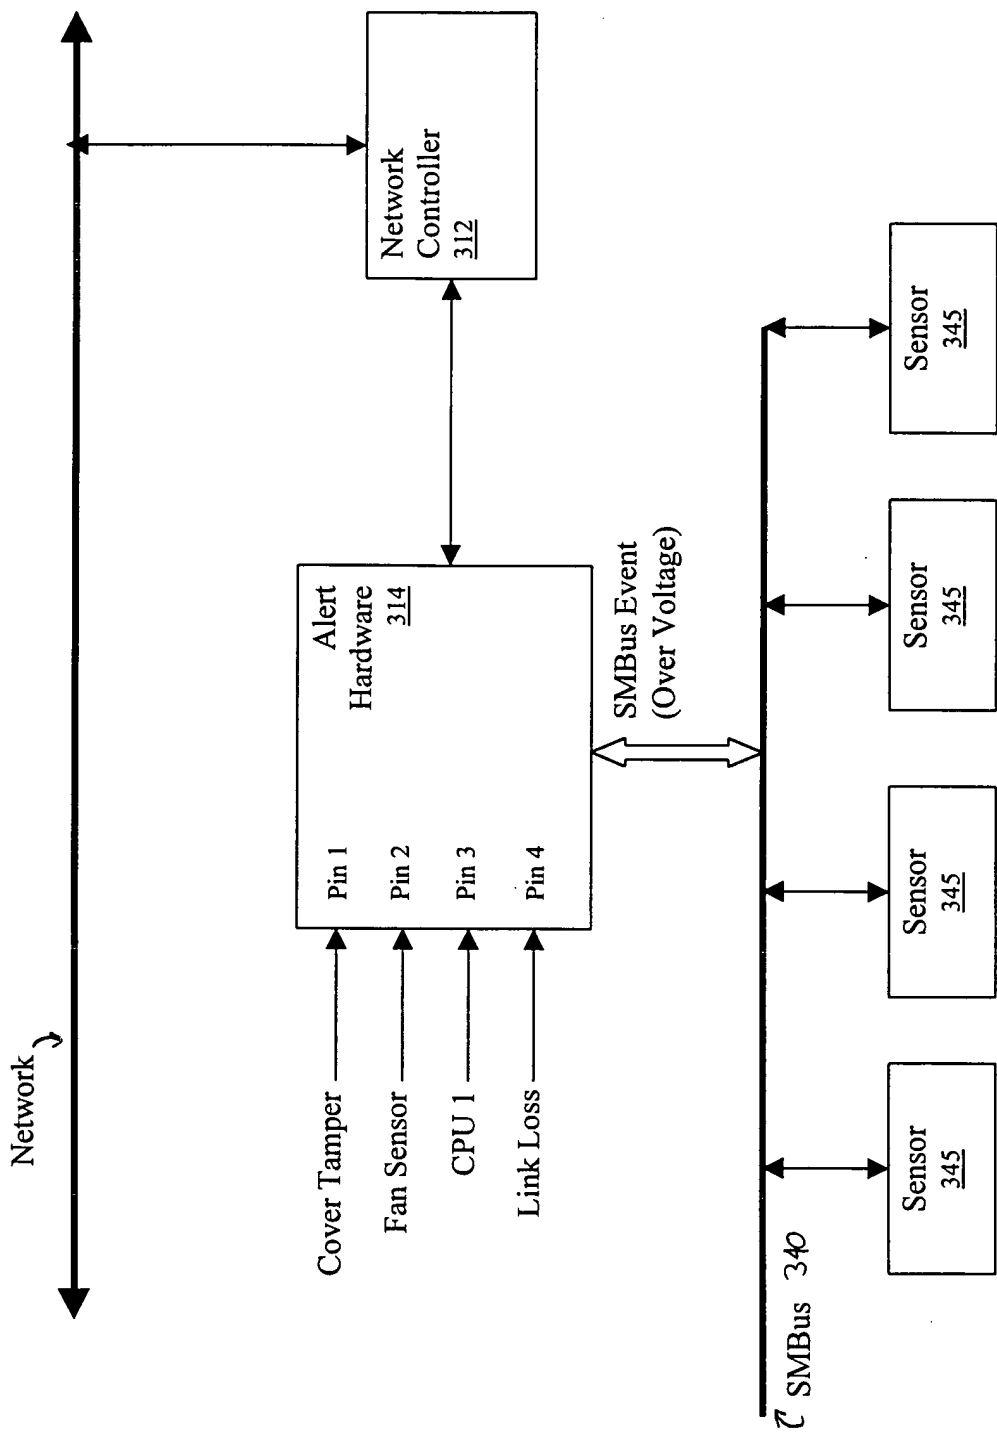 Network
Network
Controller
312
Alert
Hardware
314
Cover Tamper
Pin 1
Fan Sensor
Pin 2
CPU 1
Pin 3
Link Loss
Pin 4
SMBus Event
(Over Voltage)
SMBus 340
Sensor
345
Sensor
345
Sensor
345
Sensor
345